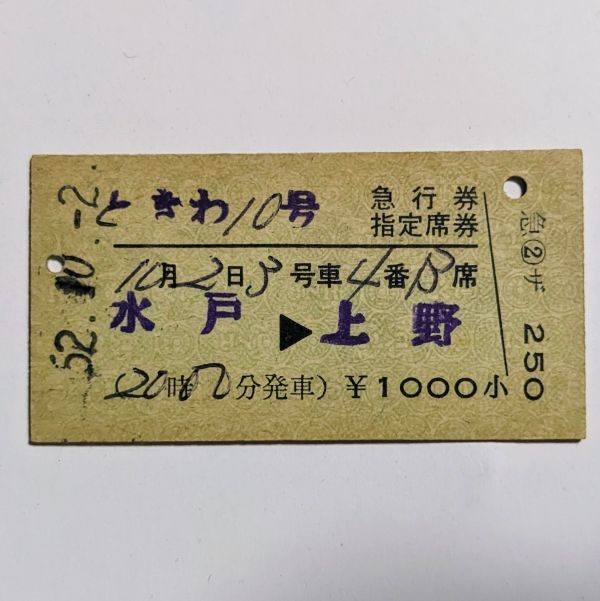 ときわ10号
急行券
指定席券
10月2日3号車4番B席
水戸▶上野
(20時00分発車) ¥1000小
52.10.-2
急②ザ 250